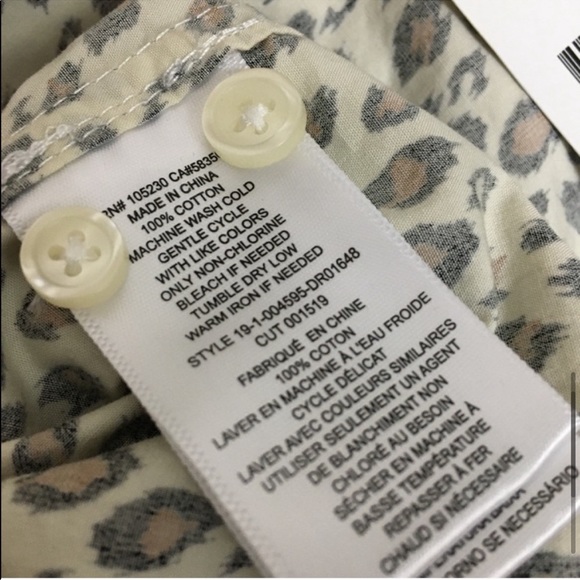 RN# 105230 CA#5835
MADE IN CHINA
100% COTTON
MACHINE WASH COLD
GENTLE CYCLE
WITH LIKE COLORS
ONLY NON-CHLORINE
BLEACH IF NEEDED
TUMBLE DRY LOW
WARM IRON IF NEEDED
STYLE 19-1-004595-DR01648
CUT 001519
FABRIQUÉ EN CHINE
100% COTON
LAVER EN MACHINE À L'EAU FROIDE
CYCLE DÉLICAT
LAVER AVEC COULEURS SIMILAIRES
UTILISER SEULEMENT UN AGENT
DE BLANCHIMENT NON
CHLORÉ AU BESOIN
SÉCHER EN MACHINE À
BASSE TEMPÉRATURE
REPASSER À FER
CHAUD SI NÉCESSAIRE
ORNO SE NECESSÁRIO